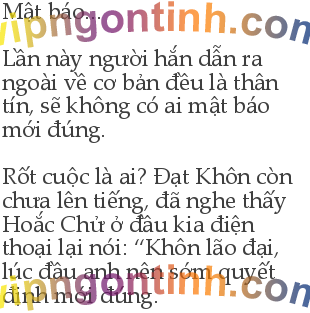 Mật báo...
vipngontinh.com
Lần này người hắn dẫn ra
ngoài về cơ bản đều là thân
tín, sẽ không có ai mật báo
mới đúng.
Rốt cuộc là ai? Đạt Khôn còn
chưa lên tiếng, đã nghe thấy
Hoắc Chử ở đầu kia điện
thoại lại nói: “Khôn lão đại,
lúc đầu anh nên sớm quyết
định mới đúng.
vipngontinh.com